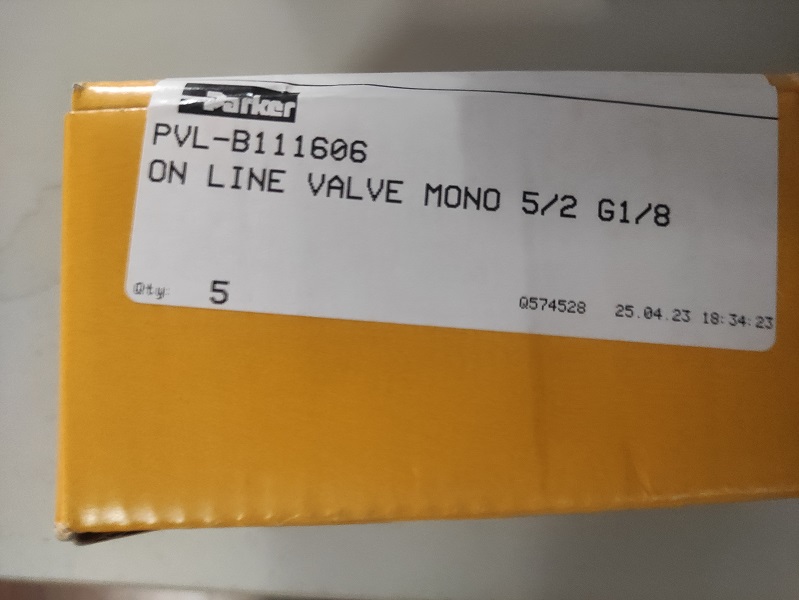 Parker
PVL-B111606
ON LINE VALVE MONO 5/2 G1/8
Qty: 5
Q574528 25.04.23 18:34:23